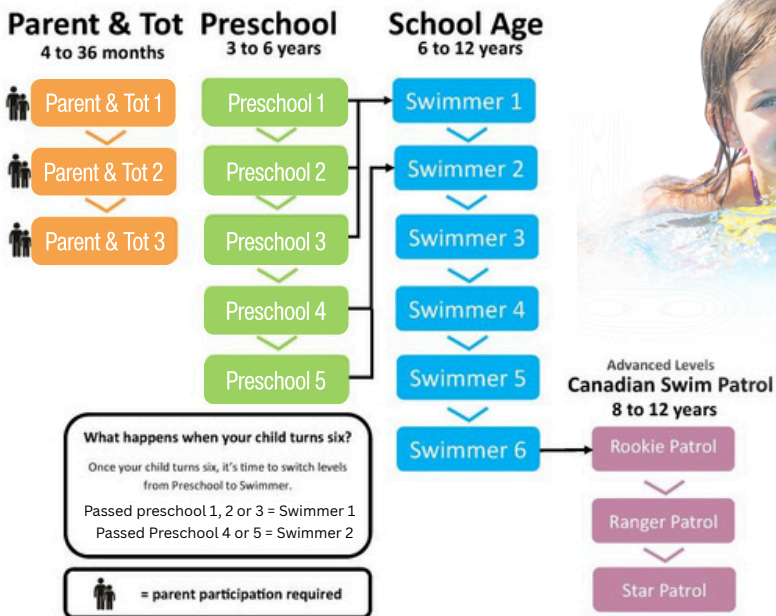 Parent & Tot
4 to 36 months
Parent & Tot 1
Parent & Tot 2
Parent & Tot 3
Preschool
3 to 6 years
Preschool 1
Preschool 2
Preschool 3
Preschool 4
Preschool 5
School Age
6 to 12 years
Swimmer 1
Swimmer 2
Swimmer 3
Swimmer 4
Swimmer 5
Swimmer 6
Advanced Levels
Canadian Swim Patrol
8 to 12 years
Rookie Patrol
Ranger Patrol
Star Patrol
What happens when your child turns six?
Once your child turns six, it's time to switch levels
from Preschool to Swimmer.
Passed preschool 1, 2 or 3 = Swimmer 1
Passed Preschool 4 or 5 = Swimmer 2
= parent participation required